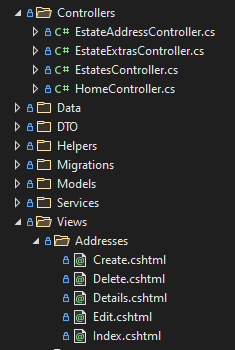 Controllers
C# EstateAddressController.cs
C# EstateExtrasController.cs
C# EstatesController.cs
C# HomeController.cs
Data
DTO
Helpers
Migrations
Models
Services
Views
Addresses
Create.cshtml
Delete.cshtml
Details.cshtml
Edit.cshtml
Index.cshtml